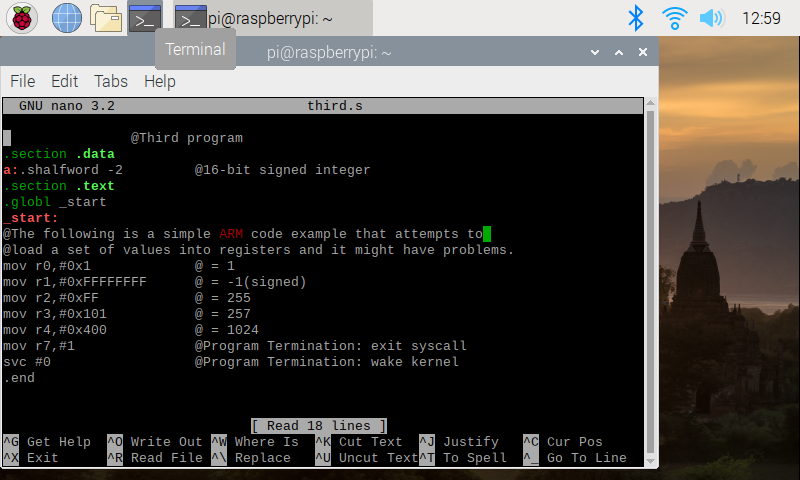 pi@raspberrypi: ~
12:59
Terminal
pi@raspberrypi: ~
File Edit Tabs Help
GNU nano 3.2 third.s
@Third program
.section .data
a:.shalfword -2 @16-bit signed integer
.section .text
.globl _start
_start:
@The following is a simple ARM code example that attempts to
@load a set of values into registers and it might have problems.
mov r0,#0x1 @ = 1
mov r1,#0xFFFFFFFF @ = -1(signed)
mov r2,#0xFF @ = 255
mov r3,#0x101 @ = 257
mov r4,#0x400 @ = 1024
mov r7,#1 @Program Termination: exit syscall
svc #0 @Program Termination: wake kernel
.end
[ Read 18 lines ]
^G Get Help ^O Write Out ^W Where Is ^K Cut Text ^J Justify ^C Cur Pos
^X Exit ^R Read File ^\ Replace ^U Uncut Text ^T To Spell ^_ Go To Line